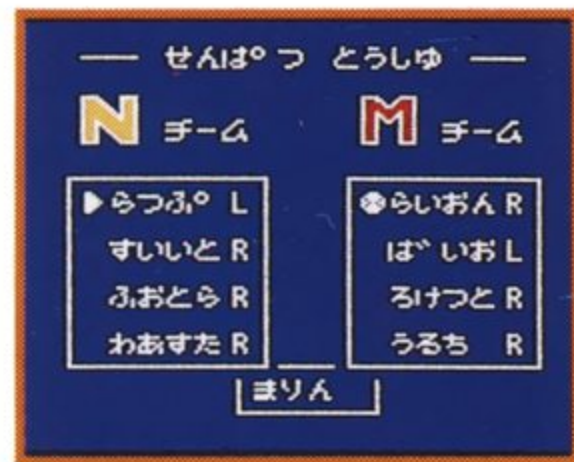 せんぱつ とうしゆ
N チーム
M チーム
らつぷ L
すいいと R
ふおとら R
わあすた R
らいおん R
ばいお L
ろけつと R
うるち R
まりん